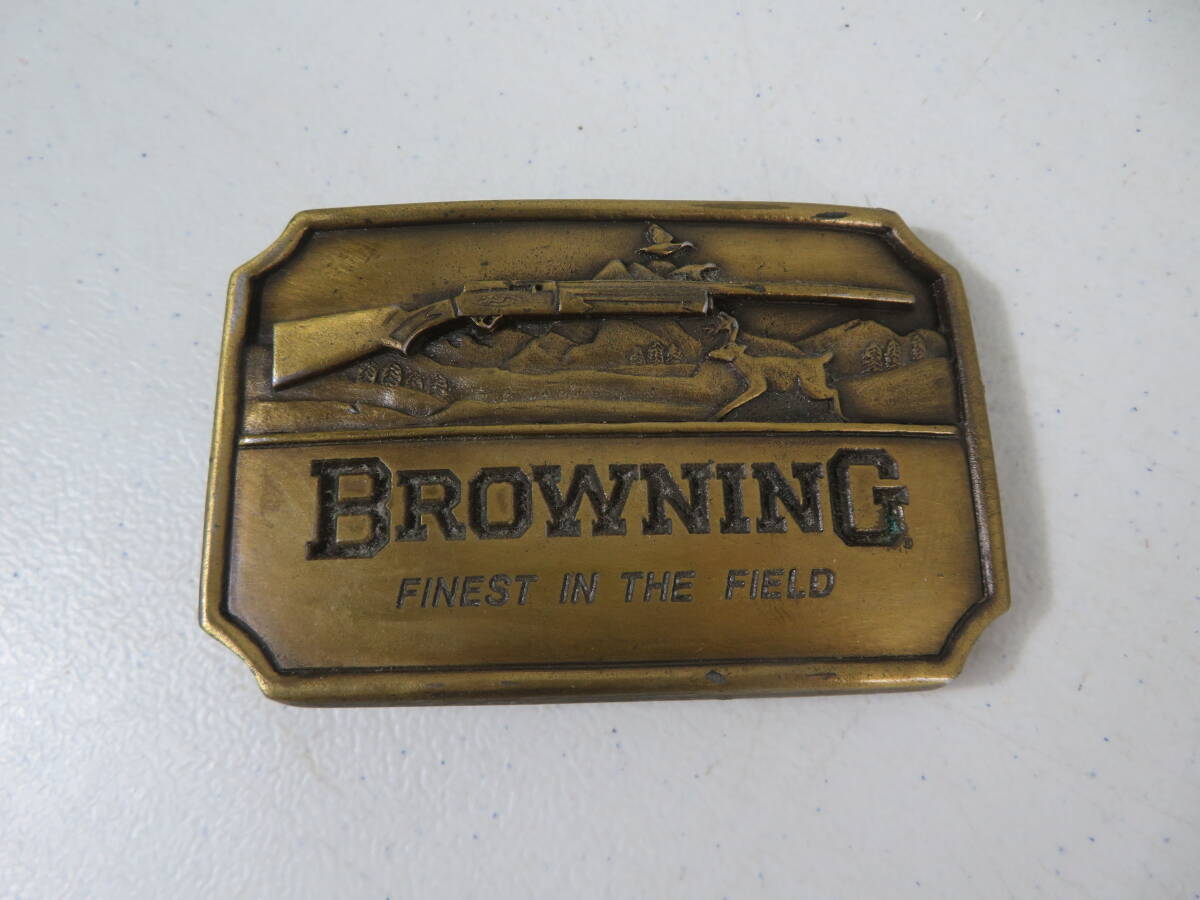 BROWNING.
FINEST IN THE FIELD